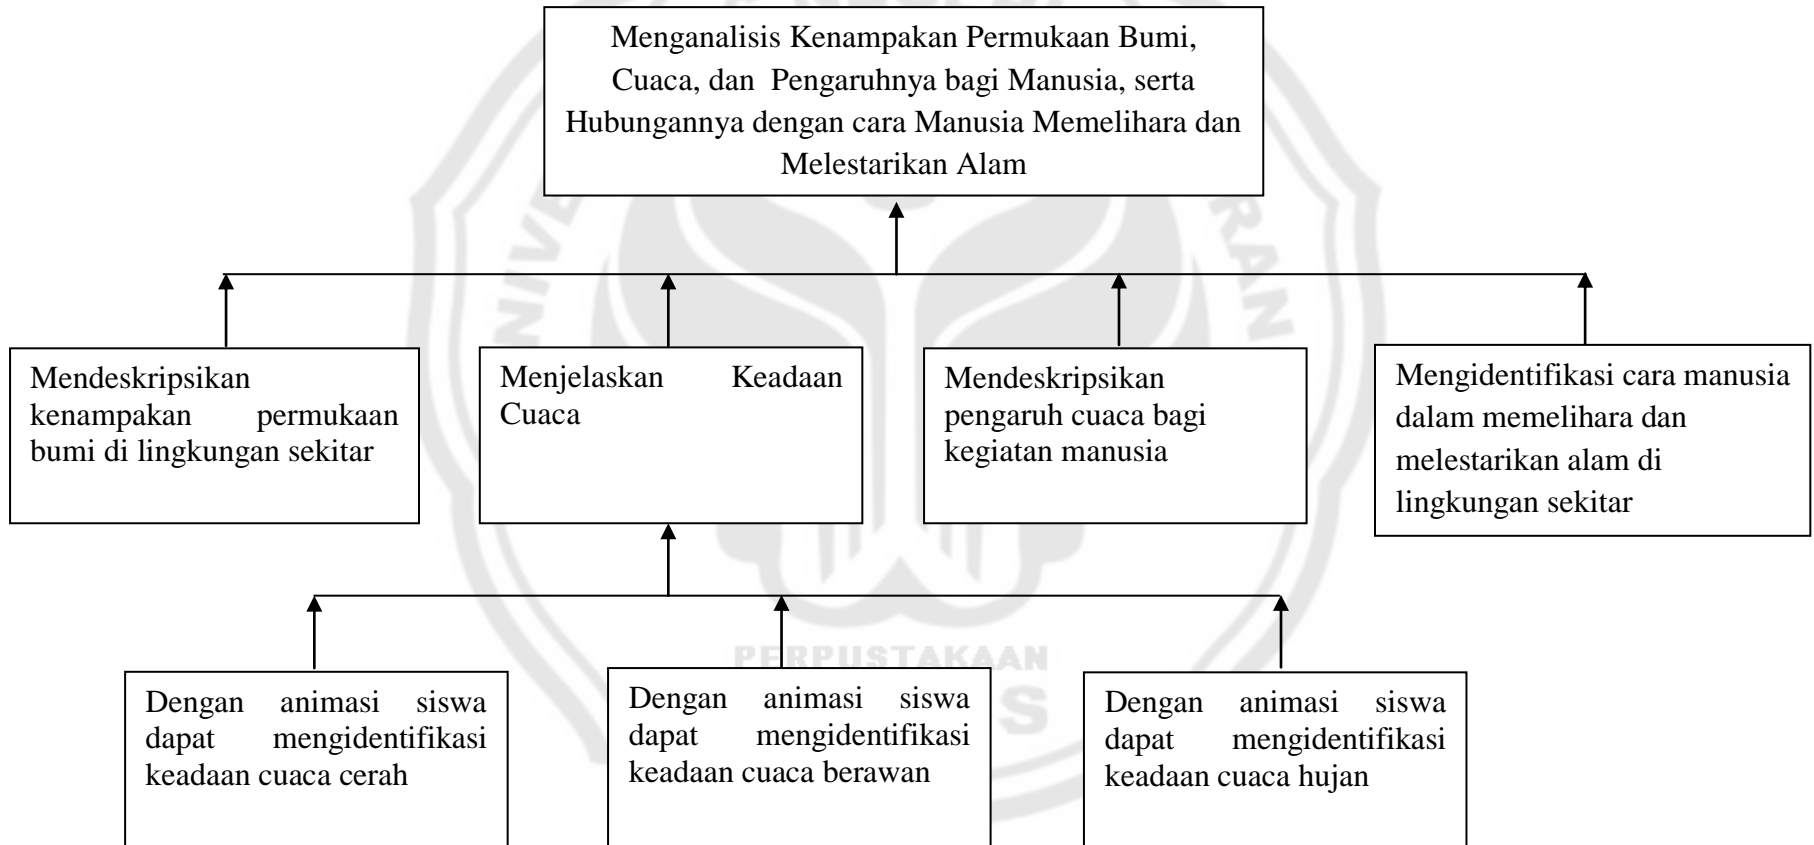 Menganalisis Kenampakan Permukaan Bumi,
Cuaca, dan Pengaruhnya bagi Manusia, serta
Hubungannya dengan cara Manusia Memelihara dan
Melestarikan Alam
Mendeskripsikan
kenampakan permukaan
bumi di lingkungan sekitar
Menjelaskan Keadaan
Cuaca
Mendeskripsikan
pengaruh cuaca bagi
kegiatan manusia
Mengidentifikasi cara manusia
dalam memelihara dan
melestarikan alam di
lingkungan sekitar
PERPUSTAKAAN
Dengan animasi siswa
dapat mengidentifikasi
keadaan cuaca cerah
Dengan animasi siswa
dapat mengidentifikasi
keadaan cuaca berawan
Dengan animasi siswa
dapat mengidentifikasi
keadaan cuaca hujan